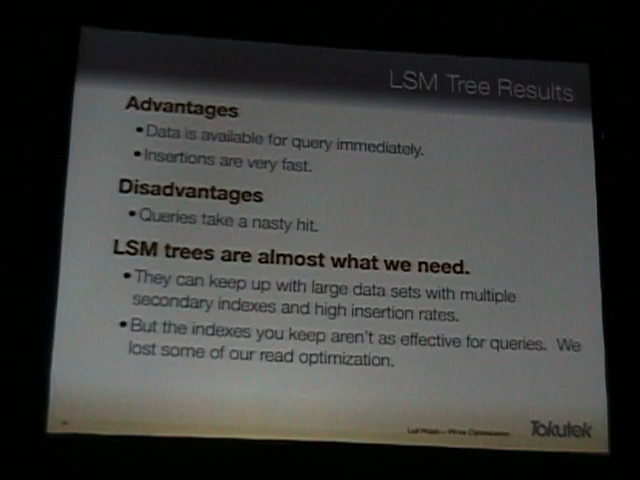 LSM Tree Results
Advantages
• Data is available for query immediately.
• Insertions are very fast.
Disadvantages
• Queries take a nasty hit.
LSM trees are almost what we need.
• They can keep up with large data sets with multiple
secondary indexes and high insertion rates.
• But the indexes you keep aren't as effective for queries. We
lost some of our read optimization.
Tokutek